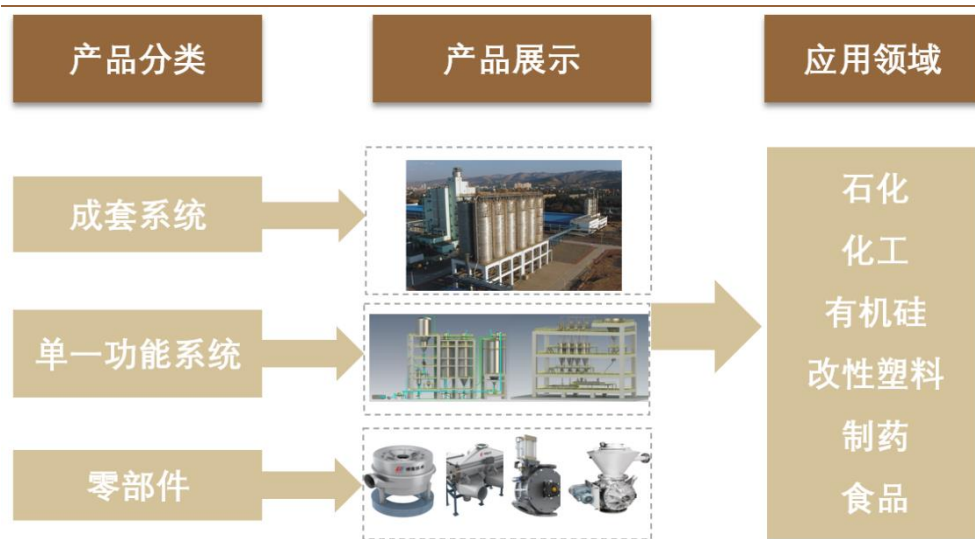 产品分类
产品展示
应用领域
成套系统
单一功能系统
零部件
石化
化工
有机硅
改性塑料
制药
食品